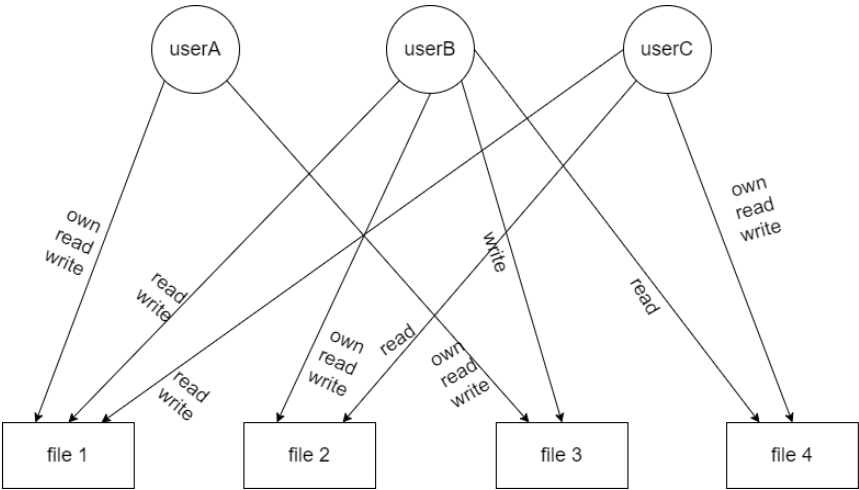 userA
userB
userC
own
read
write
read
write
read
write
own
read
write
read
write
own
read
write
read
own
read
write
file 1
file 2
file 3
file 4